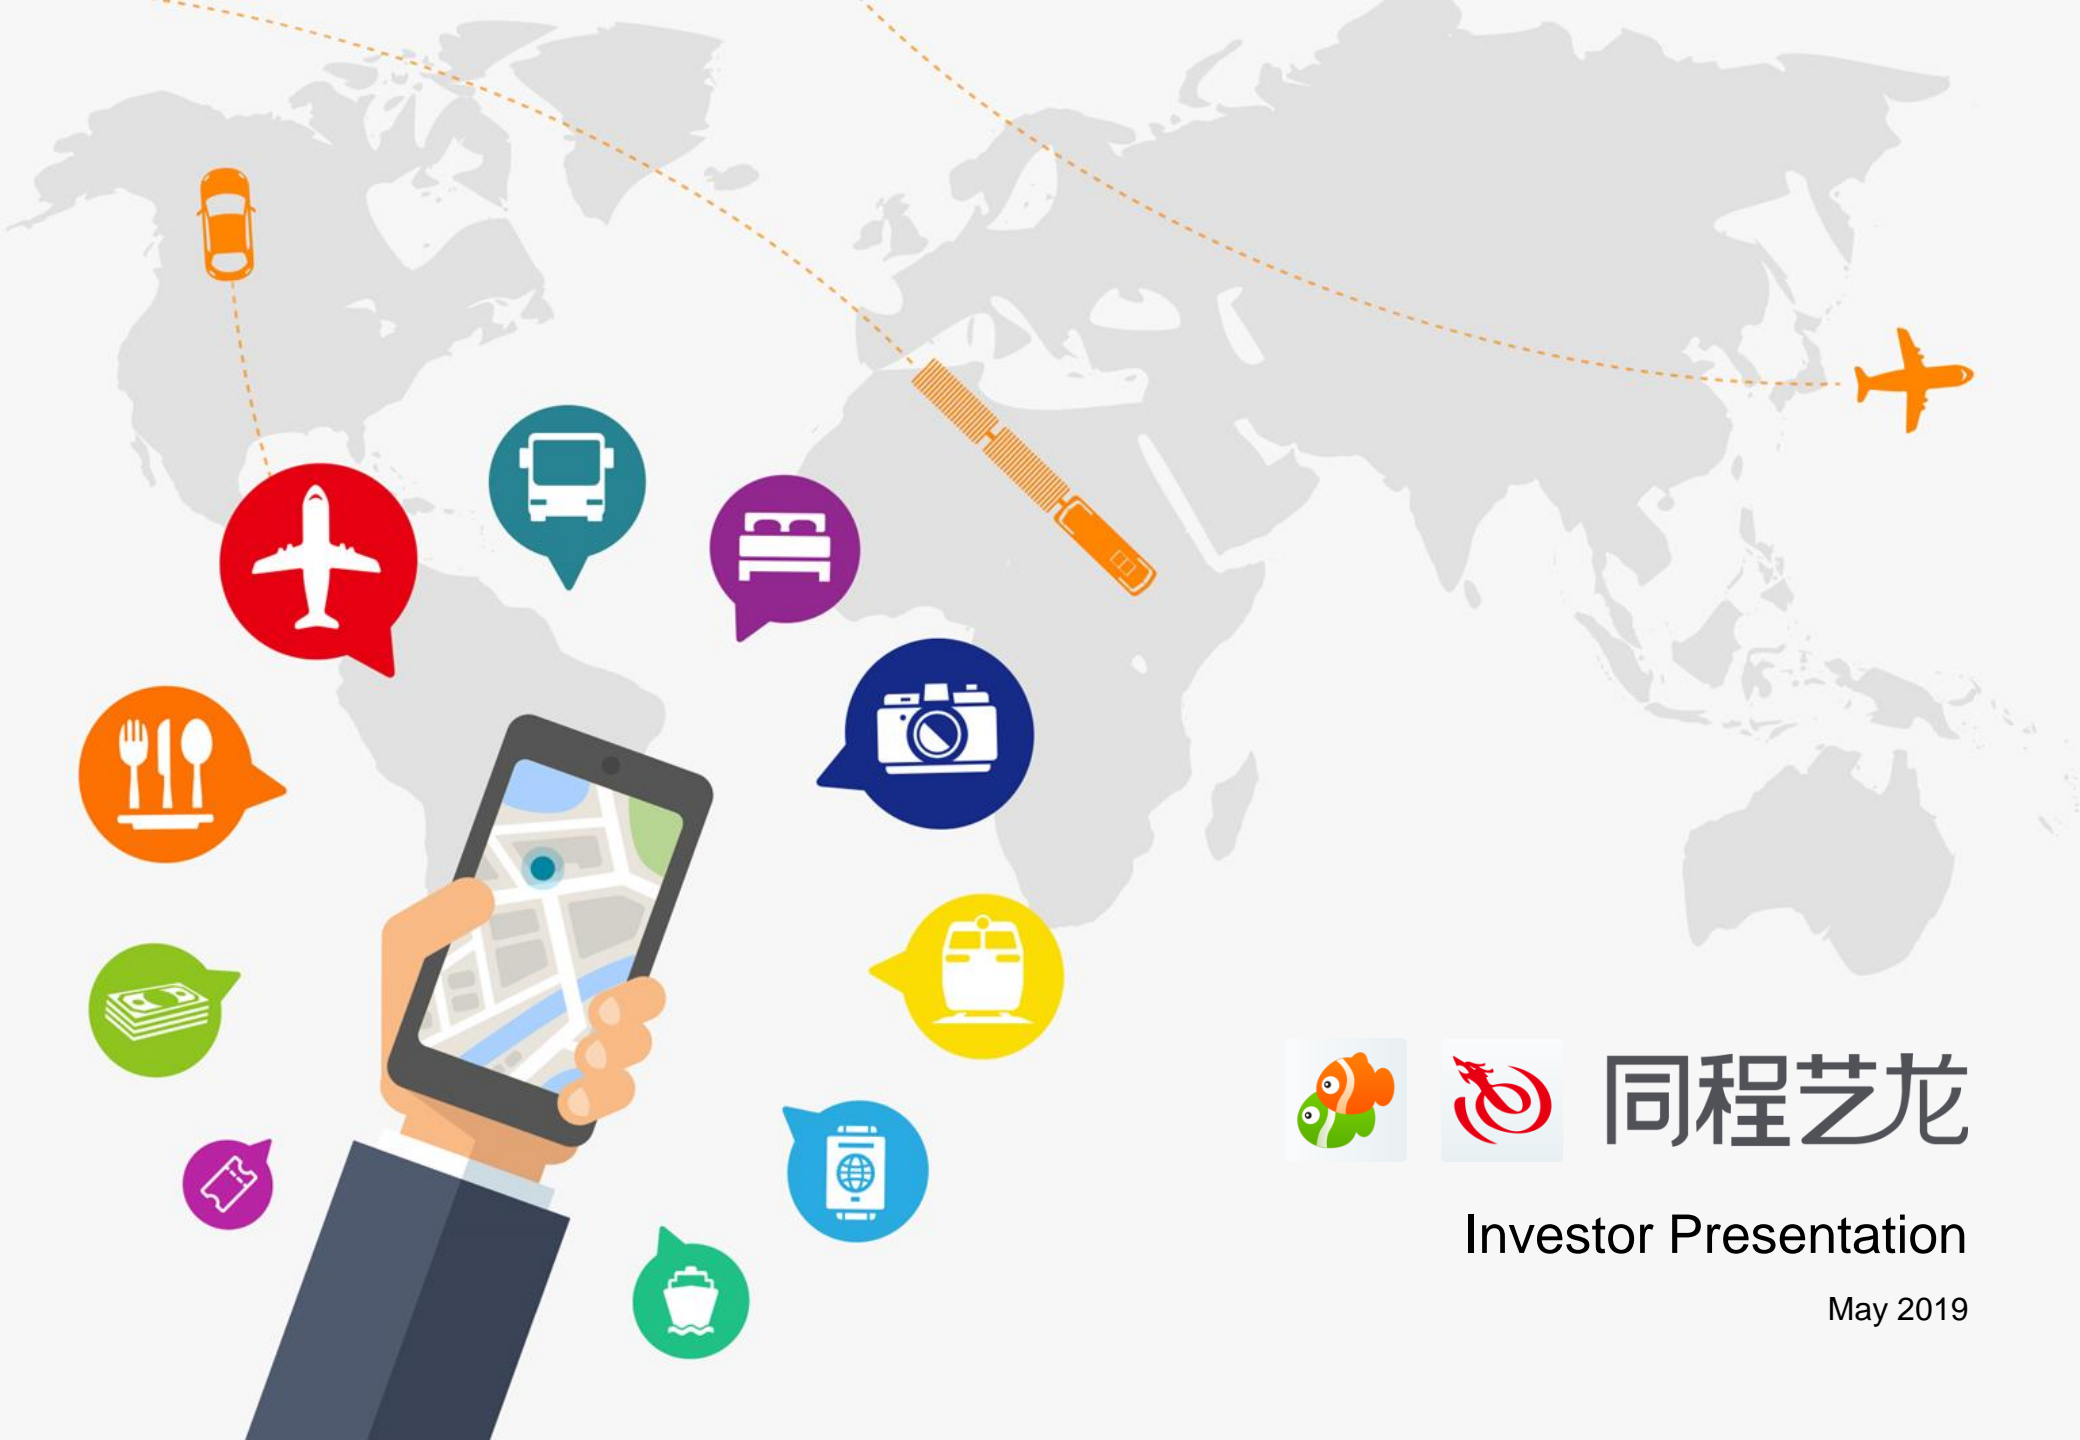 同程艺龙
Investor Presentation
May 2019